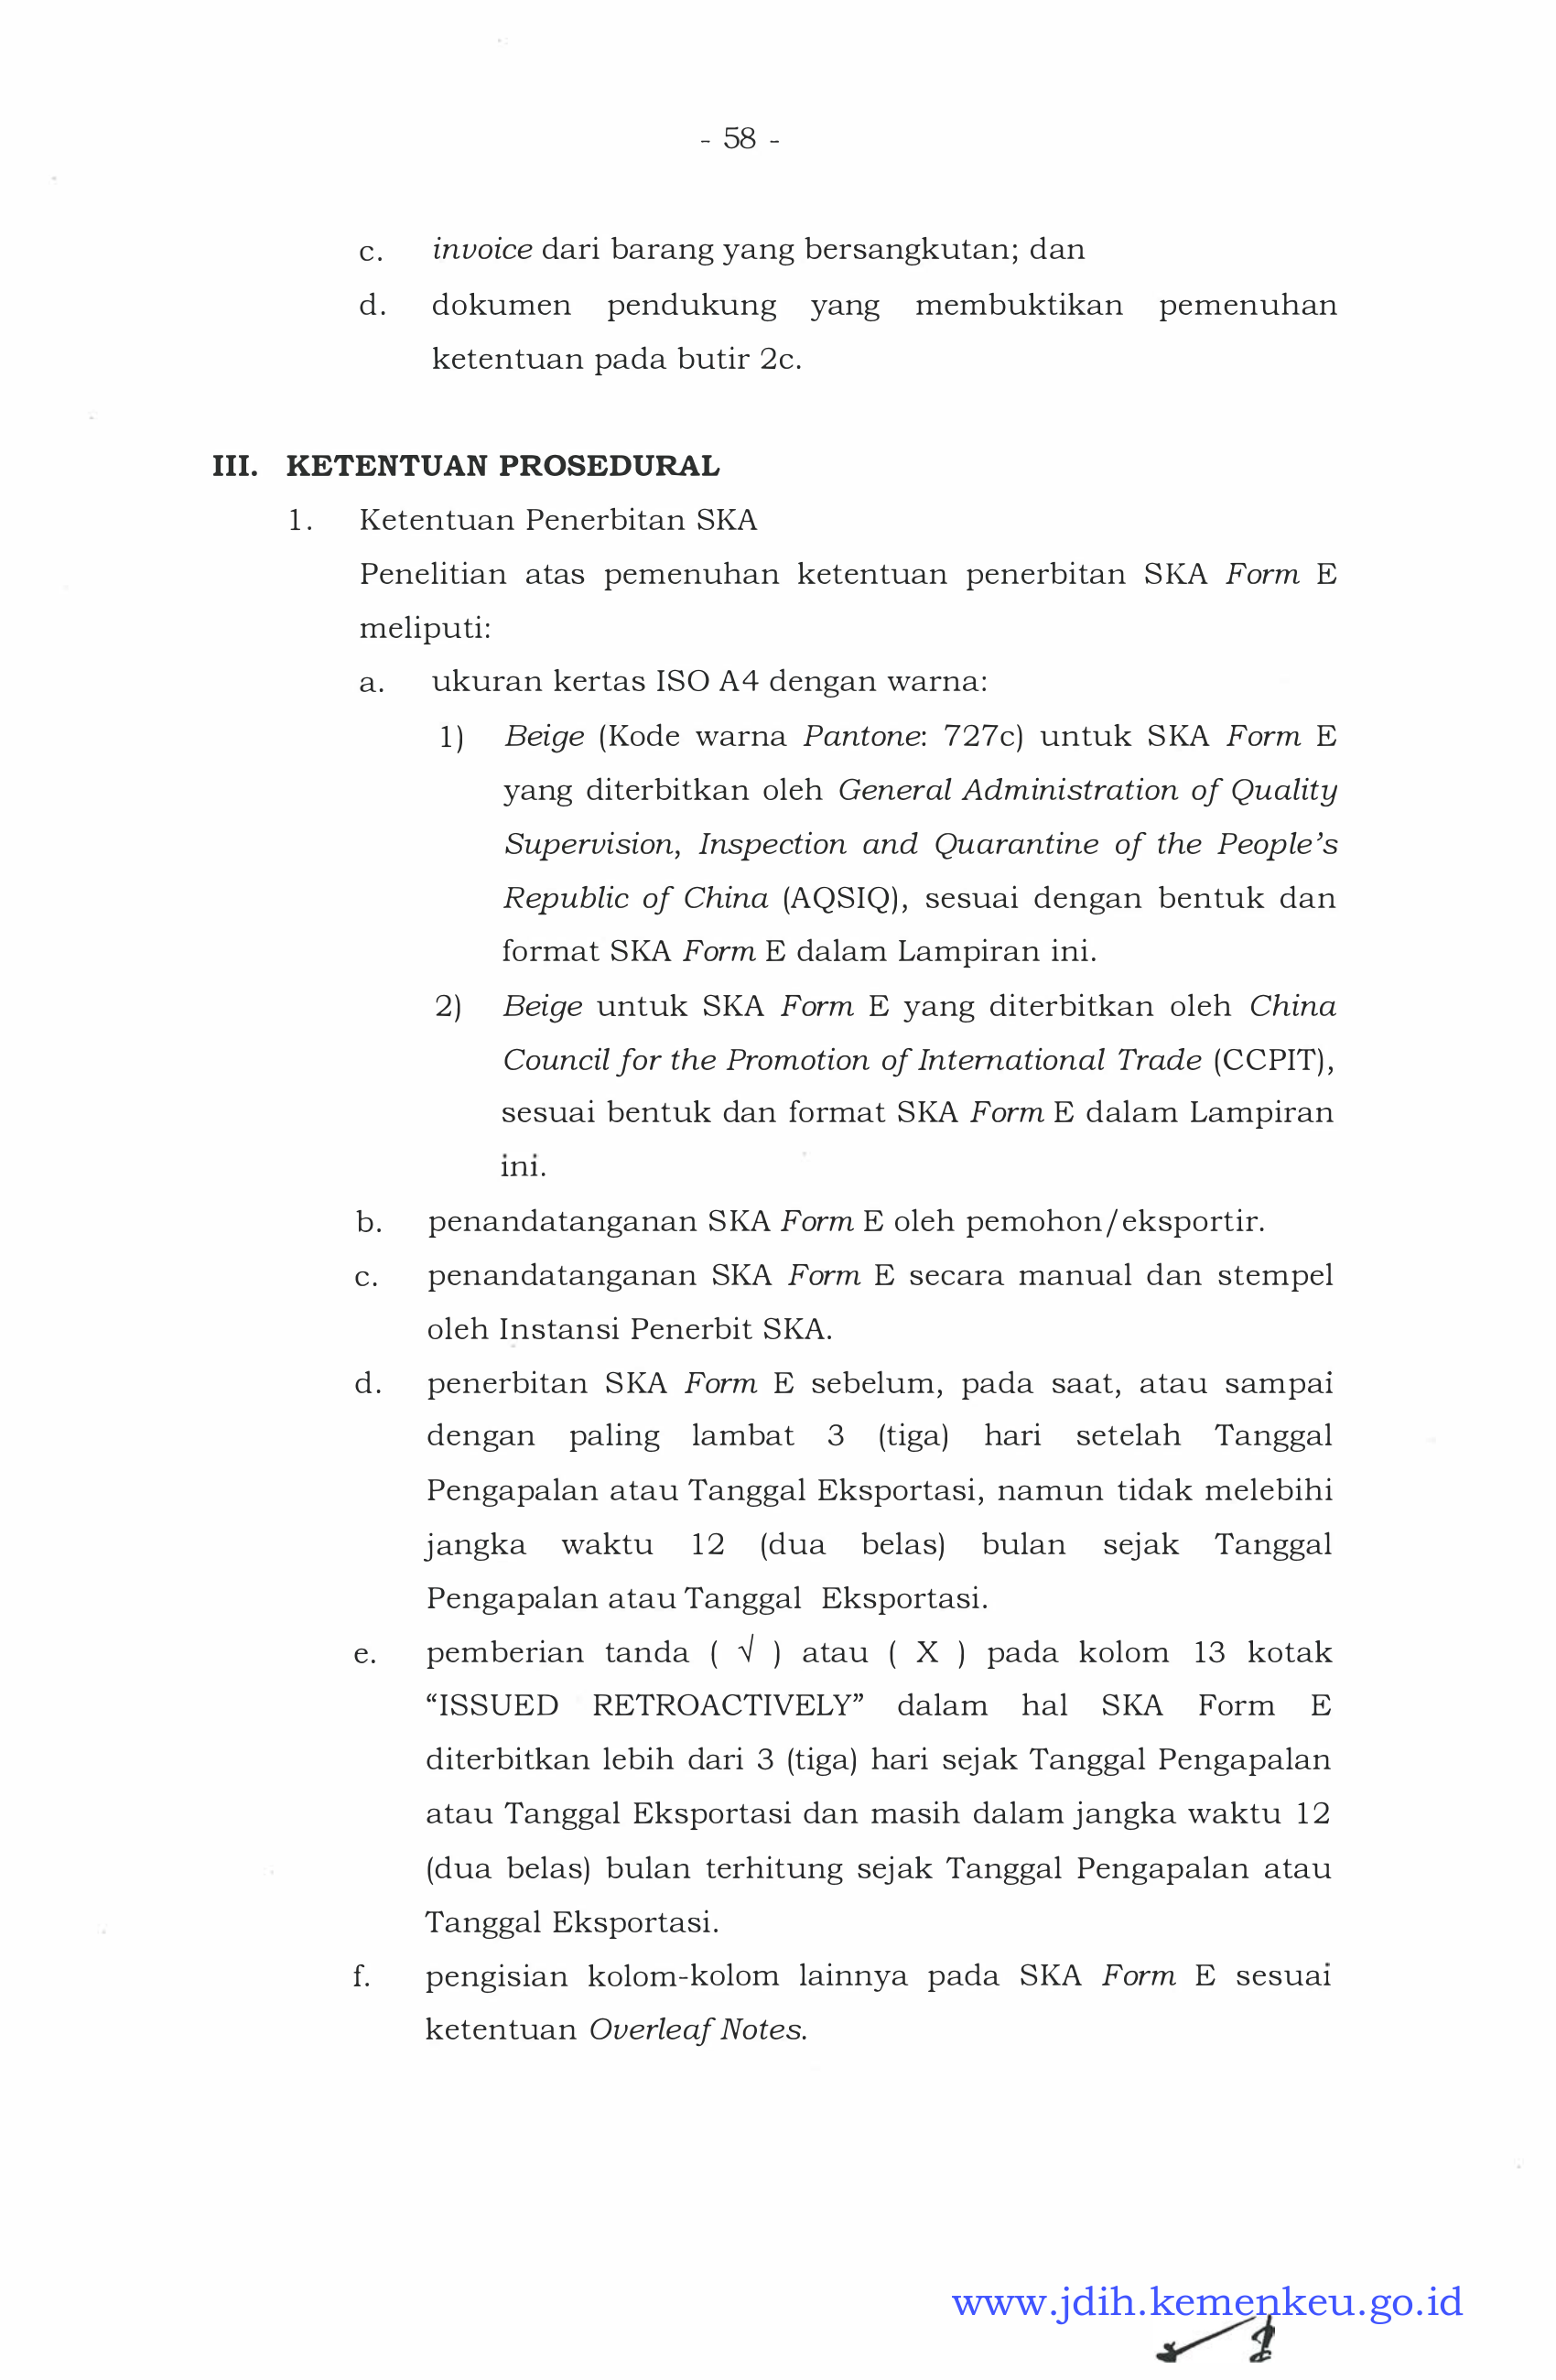 - 58 -
c. invoice dari barang yang bersangkutan; dan
d. dokumen pendukung yang membuktikan pemenuhan
ketentuan pada butir 2c.
III. KETENTUAN PROSEDURAL
1. Ketentuan Penerbitan SKA
Penelitian atas pemenuhan ketentuan penerbitan SKA Form E
meliputi:
a. ukuran kertas ISO A4 dengan warna:
1) Beige (Kode warna Pantone: 727c) untuk SKA Form E
yang diterbitkan oleh General Administration of Quality
Supervision, Inspection and Quarantine of the People’s
Republic of China (AQSIQ), sesuai dengan bentuk dan
format SKA Form E dalam Lampiran ini.
2) Beige untuk SKA Form E yang diterbitkan oleh China
Council for the Promotion of International Trade (CCPIT),
sesuai bentuk dan format SKA Form E dalam Lampiran
ini.
b. penandatanganan SKA Form E oleh pemohon/eksportir.
c. penandatanganan SKA Form E secara manual dan stempel
oleh Instansi Penerbit SKA.
d. penerbitan SKA Form E sebelum, pada saat, atau sampai
dengan paling lambat 3 (tiga) hari setelah Tanggal
Pengapalan atau Tanggal Eksportasi, namun tidak melebihi
jangka waktu 12 (dua belas) bulan sejak Tanggal
Pengapalan atau Tanggal Eksportasi.
e. pemberian tanda ( √ ) atau ( X ) pada kolom 13 kotak
“ISSUED RETROACTIVELY” dalam hal SKA Form E
diterbitkan lebih dari 3 (tiga) hari sejak Tanggal Pengapalan
atau Tanggal Eksportasi dan masih dalam jangka waktu 12
(dua belas) bulan terhitung sejak Tanggal Pengapalan atau
Tanggal Eksportasi.
f. pengisian kolom-kolom lainnya pada SKA Form E sesuai
ketentuan Overleaf Notes.
www.jdih.kemenkeu.go.id